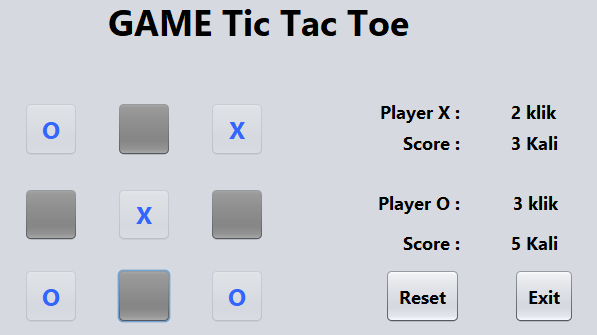 GAME Tic Tac Toe
O X
Player X : 2 klik
Score : 3 Kali
X
Player O : 3 klik
Score : 5 Kali
O O
Reset Exit